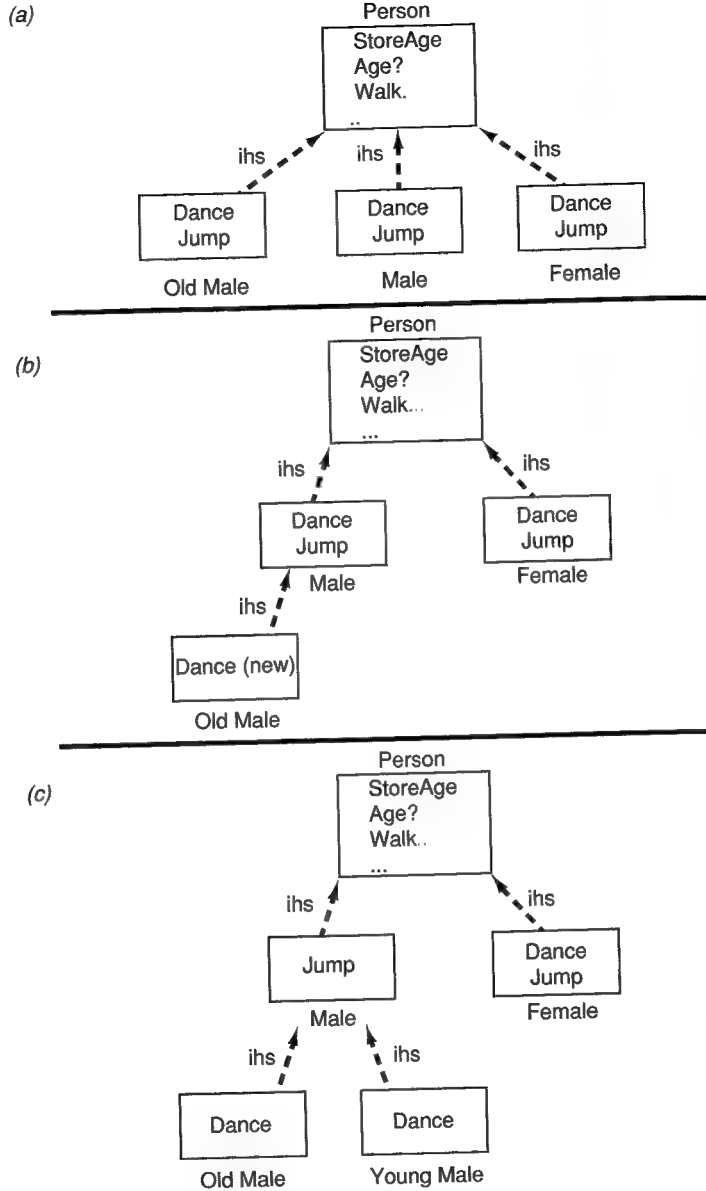 (a)
Person
StoreAge
Age?
Walk.
..
ihs
ihs
ihs
Dance
Jump
Dance
Jump
Dance
Jump
Old Male
Male
Female
(b)
Person
StoreAge
Age?
Walk...
...
ihs
ihs
Dance
Jump
Dance
Jump
Male
Female
ihs
Dance (new)
Old Male
(c)
Person
StoreAge
Age?
Walk..
...
ihs
ihs
Jump
Dance
Jump
Male
Female
ihs
ihs
Dance
Dance
Old Male
Young Male